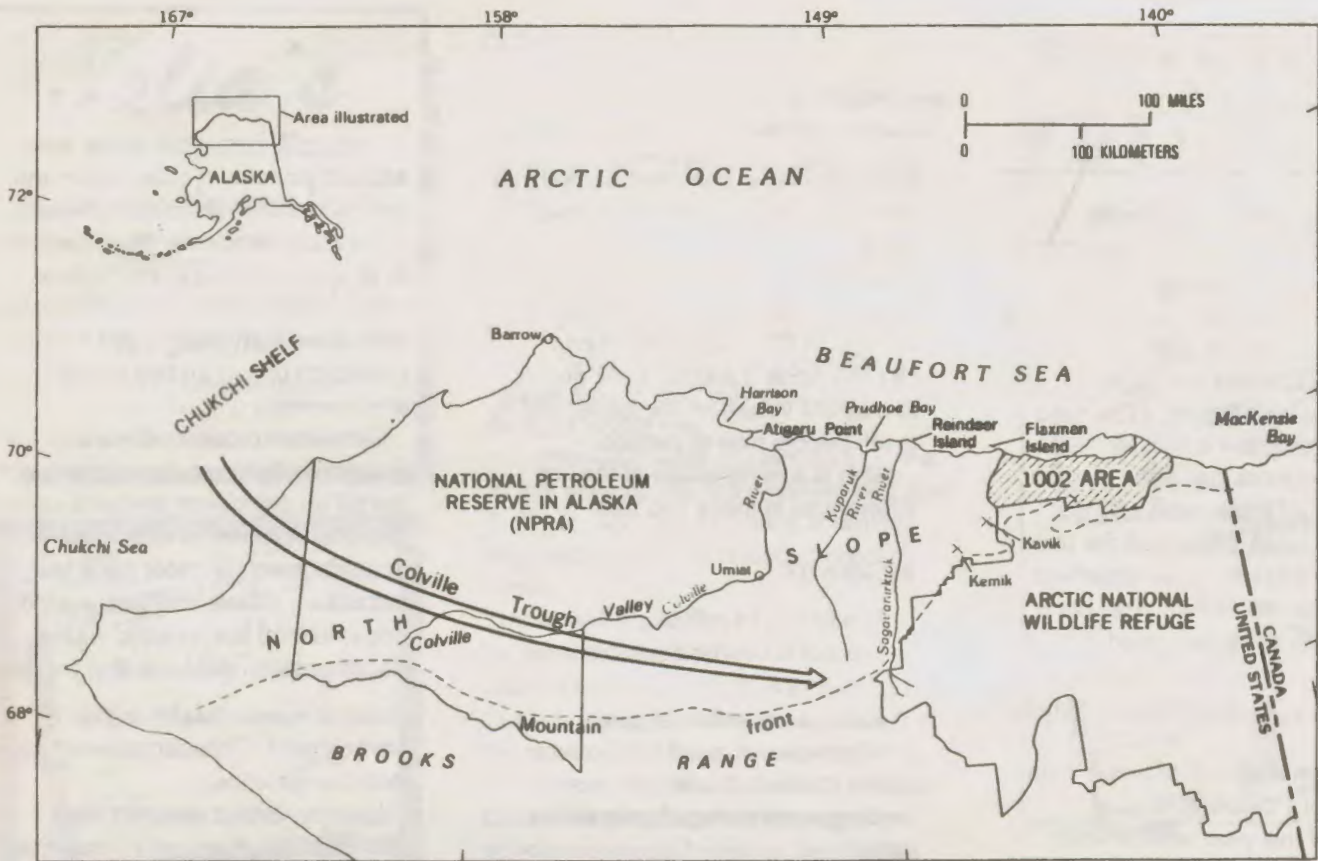 167°
158°
149°
140°
0 100 MILES
0 100 KILOMETERS
Area illustrated
ALASKA
72°
ARCTIC OCEAN
Barrow
BEAUFORT SEA
CHUKCHI SHELF
Harrison
Bay
Prudhoe Bay
Atigaru Point
Reindeer
Island
Flaxman
Island
MacKenzie
Bay
70°
NATIONAL PETROLEUM
RESERVE IN ALASKA
(NPRA)
River
Kuparuk
River
River
Sagavanirktok
1002 AREA
Chukchi Sea
Kavik
Kemik
Umiat
Colville Trough
Valley Colville
NORTH SLOPE
Colville
ARCTIC NATIONAL
WILDLIFE REFUGE
CANADA
UNITED STATES
68°
Mountain front
BROOKS RANGE